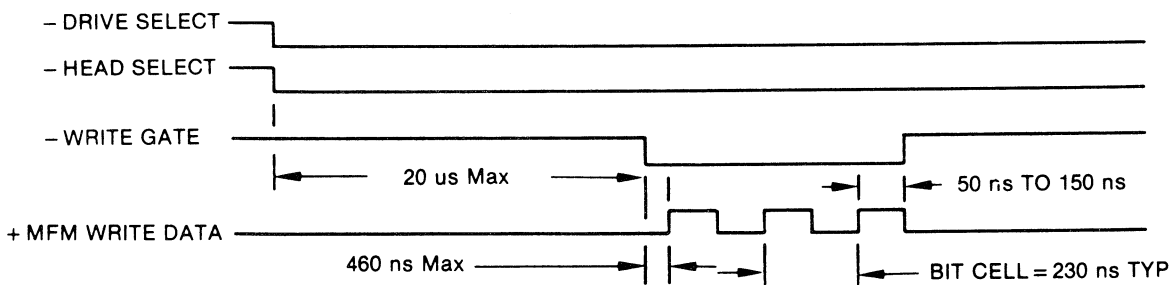 – DRIVE SELECT
– HEAD SELECT
– WRITE GATE
20 us Max
50 ns TO 150 ns
+ MFM WRITE DATA
460 ns Max
BIT CELL = 230 ns TYP